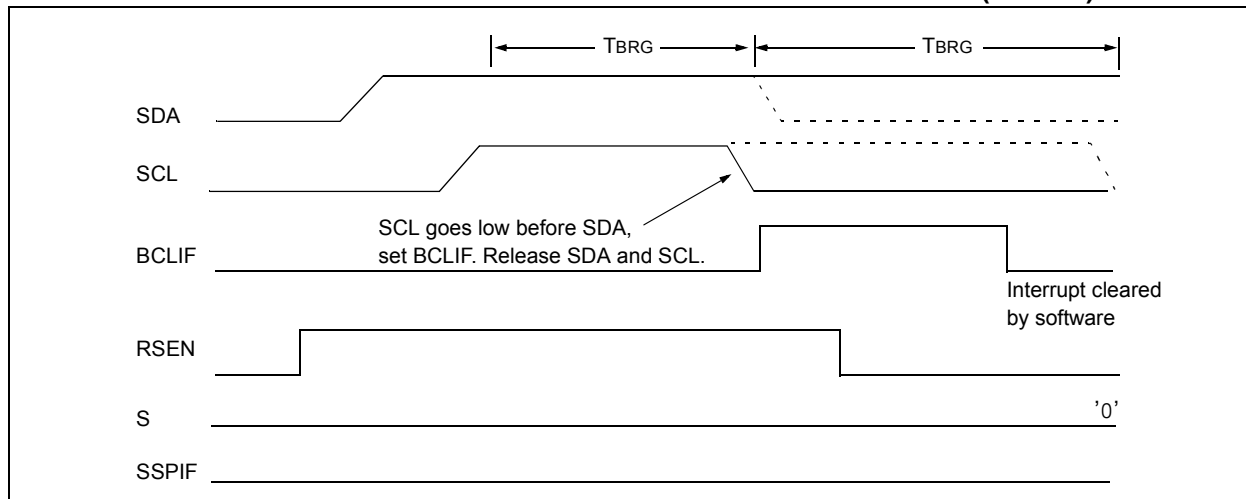 TBRG TBRG
SDA
SCL
SCL goes low before SDA,
set BCLIF. Release SDA and SCL.
BCLIF
Interrupt cleared
by software
RSEN
S '0'
SSPIF